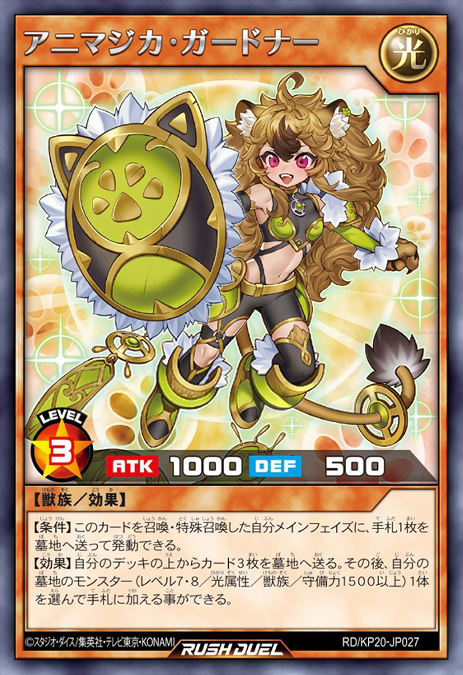 アニマジカ・ガードナー
ひかり
光
LEVEL
3
ATK 1000 DEF 500
【獣族／効果】
【条件】このカードを召喚・特殊召喚した自分メインフェイズに、手札1枚を
墓地へ送って発動できる。
【効果】自分のデッキの上からカード3枚を墓地へ送る。その後、自分の
墓地のモンスター（レベル7・8／光属性／獣族／守備力1500以上）1体
を選んで手札に加える事ができる。
©スタジオ・ダイス/集英社・テレビ東京・KONAMI
RUSH DUEL
RD/KP20-JP027